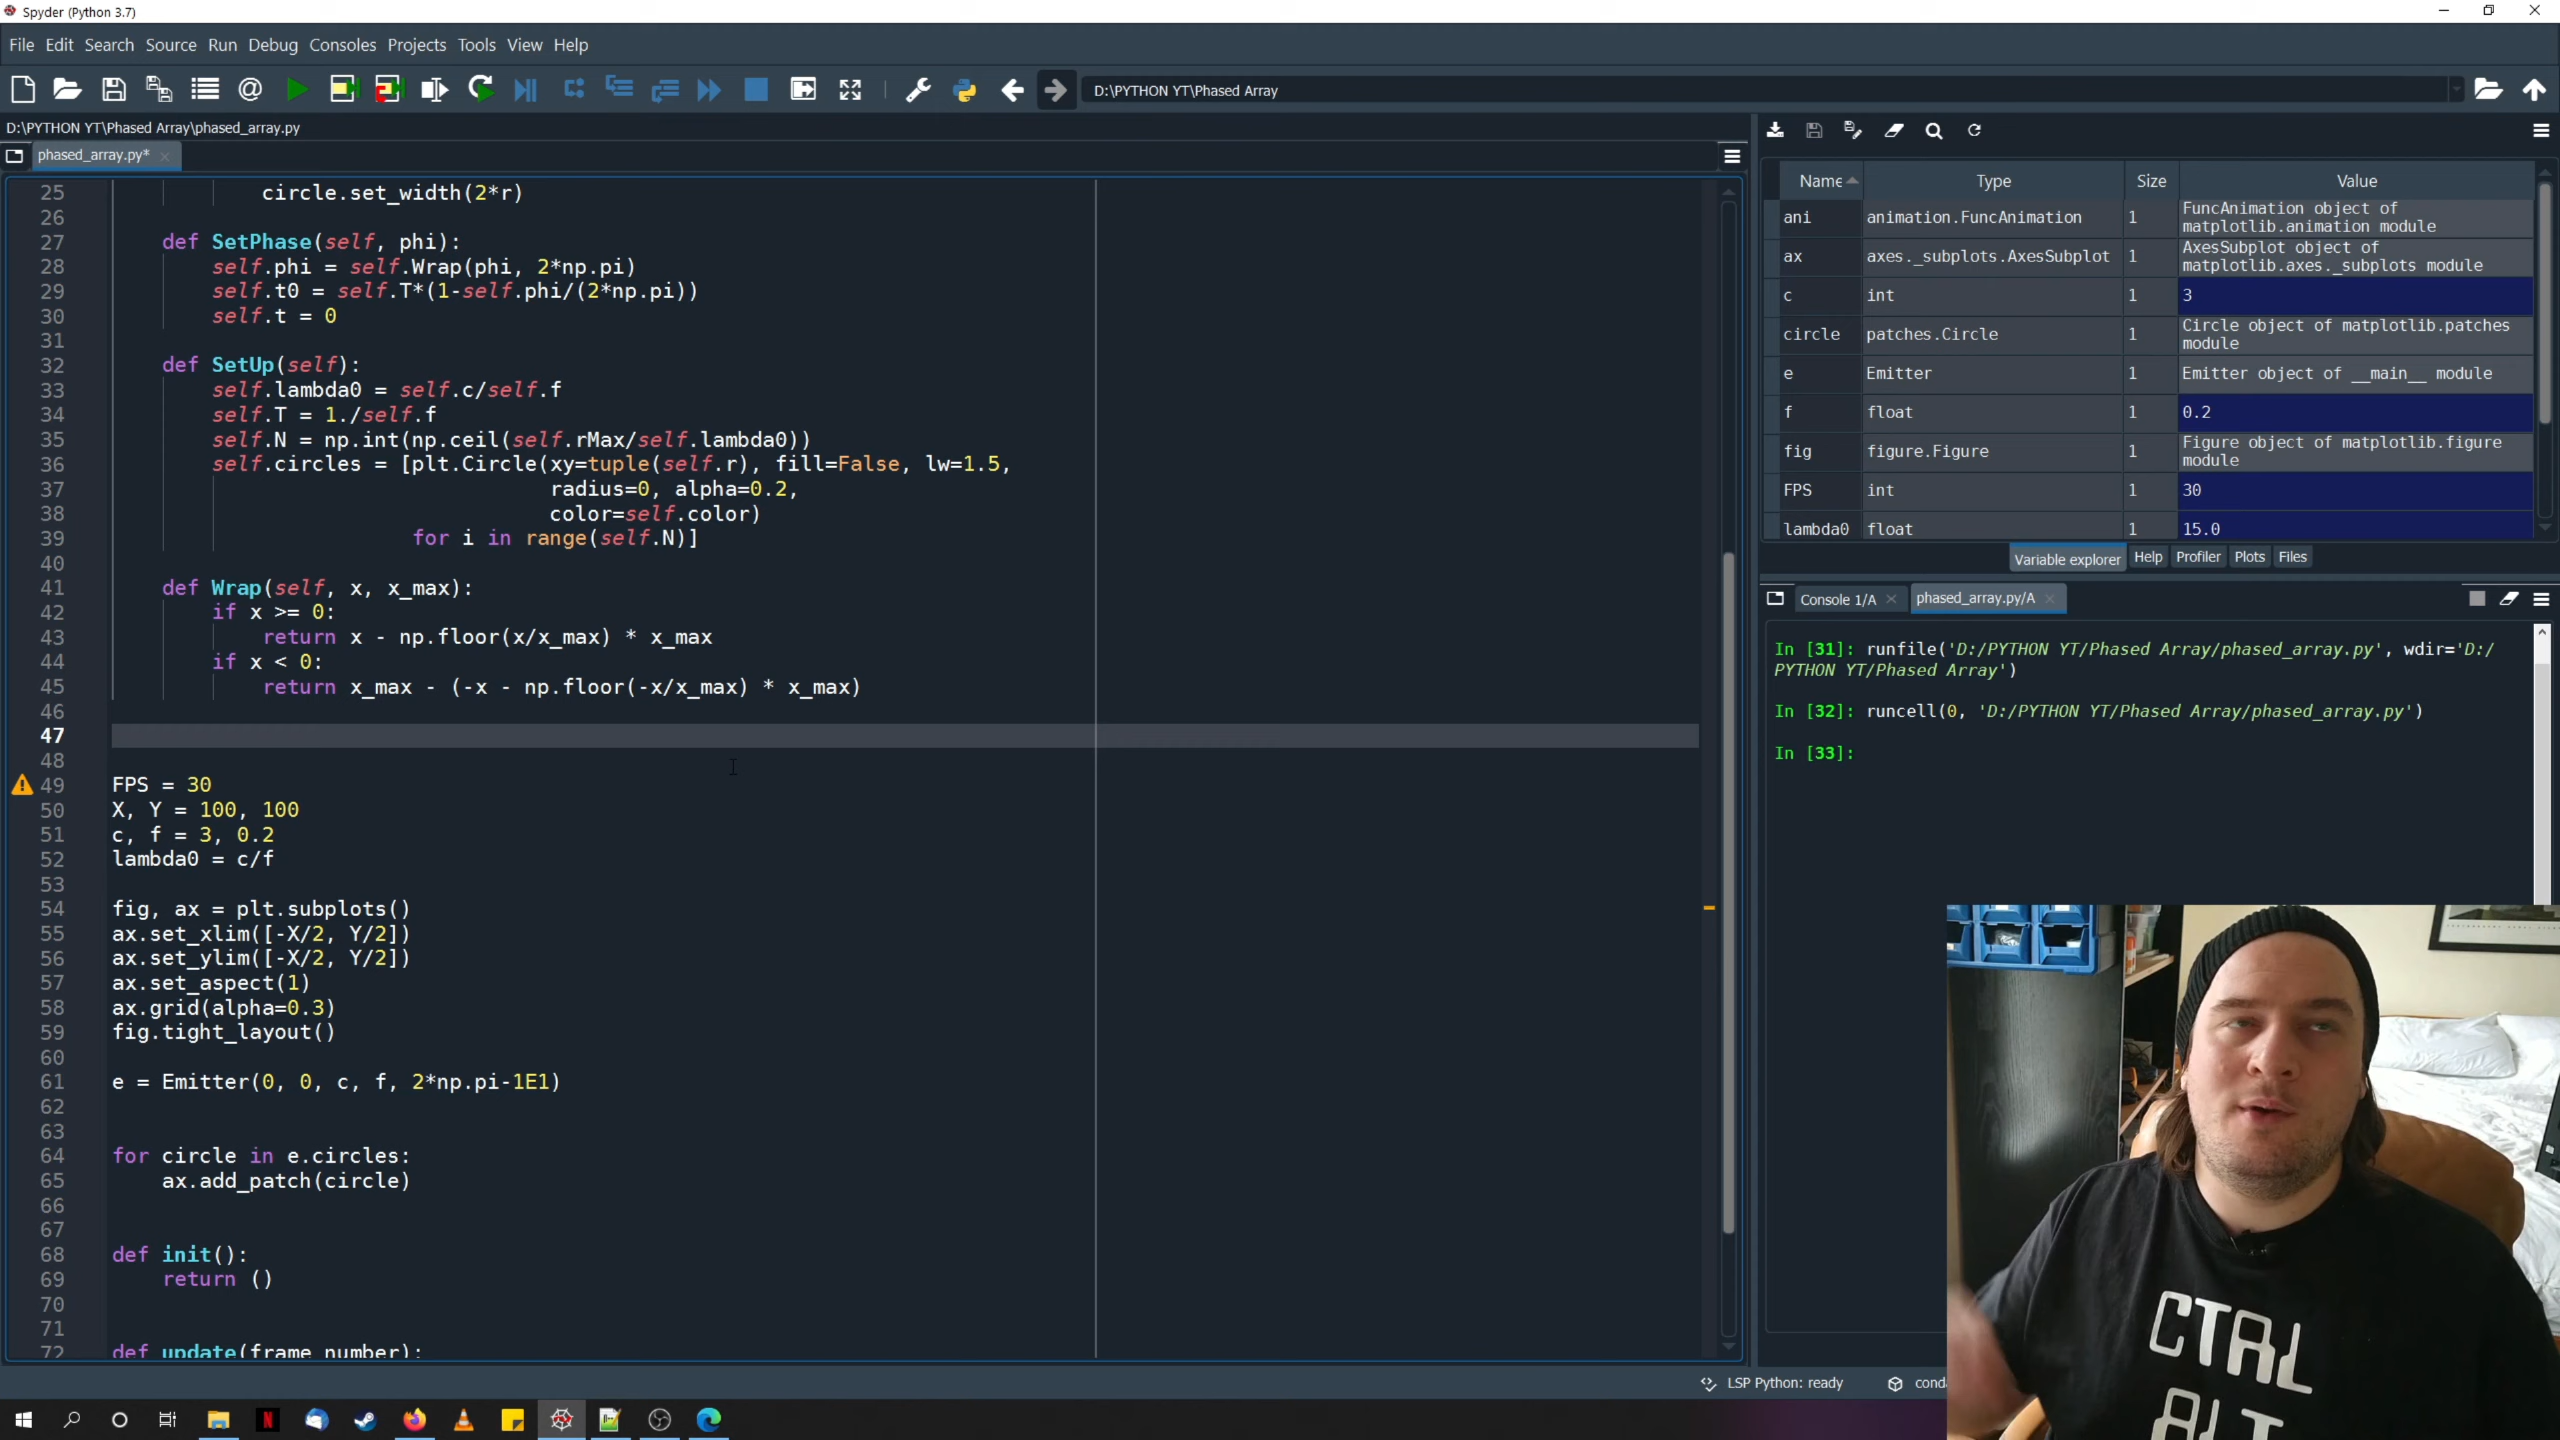 Spyder (Python 3.7)
File Edit Search Source Run Debug Consoles Projects Tools View Help
D:\PYTHON YT\Phased Array
D:\PYTHON YT\Phased Array\phased_array.py
phased_array.py*
25 circle.set_width(2*r)
26
27 def SetPhase(self, phi):
28 self.phi = self.Wrap(phi, 2*np.pi)
29 self.t0 = self.T*(1-self.phi/(2*np.pi))
30 self.t = 0
31
32 def SetUp(self):
33 self.lambda0 = self.c/self.f
34 self.T = 1./self.f
35 self.N = np.int(np.ceil(self.rMax/self.lambda0))
36 self.circles = [plt.Circle(xy=tuple(self.r), fill=False, lw=1.5,
37 radius=0, alpha=0.2,
38 color=self.color)
39 for i in range(self.N)]
40
41 def Wrap(self, x, x_max):
42 if x >= 0:
43 return x - np.floor(x/x_max) * x_max
44 if x < 0:
45 return x_max - (-x - np.floor(-x/x_max) * x_max)
46
47
48
49 FPS = 30
50 X, Y = 100, 100
51 c, f = 3, 0.2
52 lambda0 = c/f
53
54 fig, ax = plt.subplots()
55 ax.set_xlim([-X/2, Y/2])
56 ax.set_ylim([-X/2, Y/2])
57 ax.set_aspect(1)
58 ax.grid(alpha=0.3)
59 fig.tight_layout()
60
61 e = Emitter(0, 0, c, f, 2*np.pi-1E1)
62
63
64 for circle in e.circles:
65 ax.add_patch(circle)
66
67
68 def init():
69 return ()
70
71
72 def update(frame_number):
Name Type Size Value
ani animation.FuncAnimation 1 FuncAnimation object of
matplotlib.animation module
ax axes._subplots.AxesSubplot 1 AxesSubplot object of
matplotlib.axes._subplots module
c int 1 3
circle patches.Circle 1 Circle object of matplotlib.patches
module
e Emitter 1 Emitter object of __main__ module
f float 1 0.2
fig figure.Figure 1 Figure object of matplotlib.figure
module
FPS int 1 30
lambda0 float 1 15.0
Variable explorer Help Profiler Plots Files
Console 1/A phased_array.py/A
In [31]: runfile('D:/PYTHON YT/Phased Array/phased_array.py', wdir='D:/
PYTHON YT/Phased Array')
In [32]: runcell(0, 'D:/PYTHON YT/Phased Array/phased_array.py')
In [33]:
CTRL
ALT
LSP Python: ready